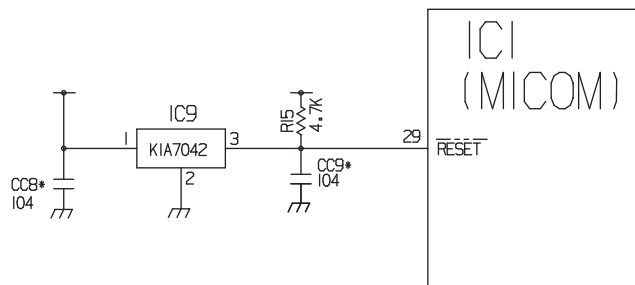 IC1
(MICOM)
IC9
R15
4.7K
1
KIA7042
3
29
RESET
2
CC8*
104
CC9*
104